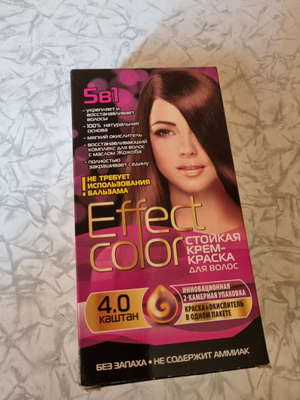 5в1
- укрепляет и
восстанавливает
волосы
- 100% натуральная
основа
- мягкий окислитель
- восстанавливающий
комплекс для волос
с маслом Жожоба
- полностью
закрашивает седину
! НЕ ТРЕБУЕТ
ИСПОЛЬЗОВАНИЯ
БАЛЬЗАМА
Effect
color
СТОЙКАЯ
КРЕМ-
КРАСКА
ДЛЯ ВОЛОС
4.0
каштан
ИННОВАЦИОННАЯ
2-КАМЕРНАЯ УПАКОВКА
КРАСКА+ОКИСЛИТЕЛЬ
В ОДНОМ ПАКЕТЕ
БЕЗ ЗАПАХА • НЕ СОДЕРЖИТ АММИАК